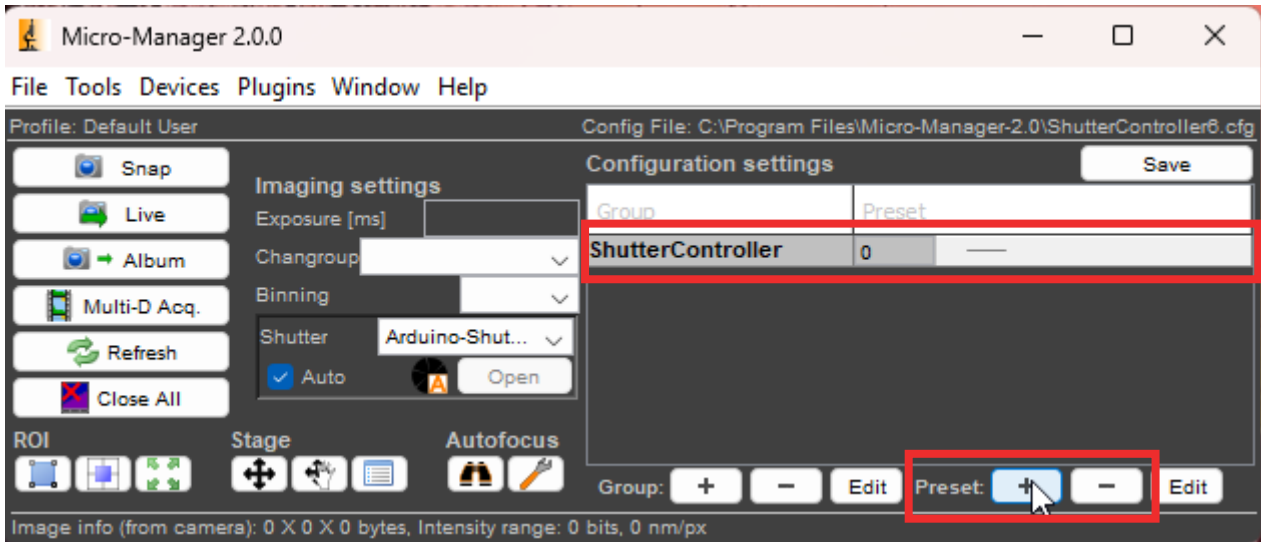 Micro-Manager 2.0.0
File Tools Devices Plugins Window Help
Profile: Default User
Config File: C:\Program Files\Micro-Manager-2.0\ShutterController6.cfg
Snap
Live
Album
Multi-D Acq.
Refresh
Close All
Imaging settings
Exposure [ms]
Changroup
Binning
Shutter Arduino-Shut...
Auto A Open
Configuration settings Save
Group Preset
ShutterController 0
ROI Stage Autofocus
Group: + − Edit Preset: + − Edit
Image info (from camera): 0 X 0 X 0 bytes, Intensity range: 0 bits, 0 nm/px